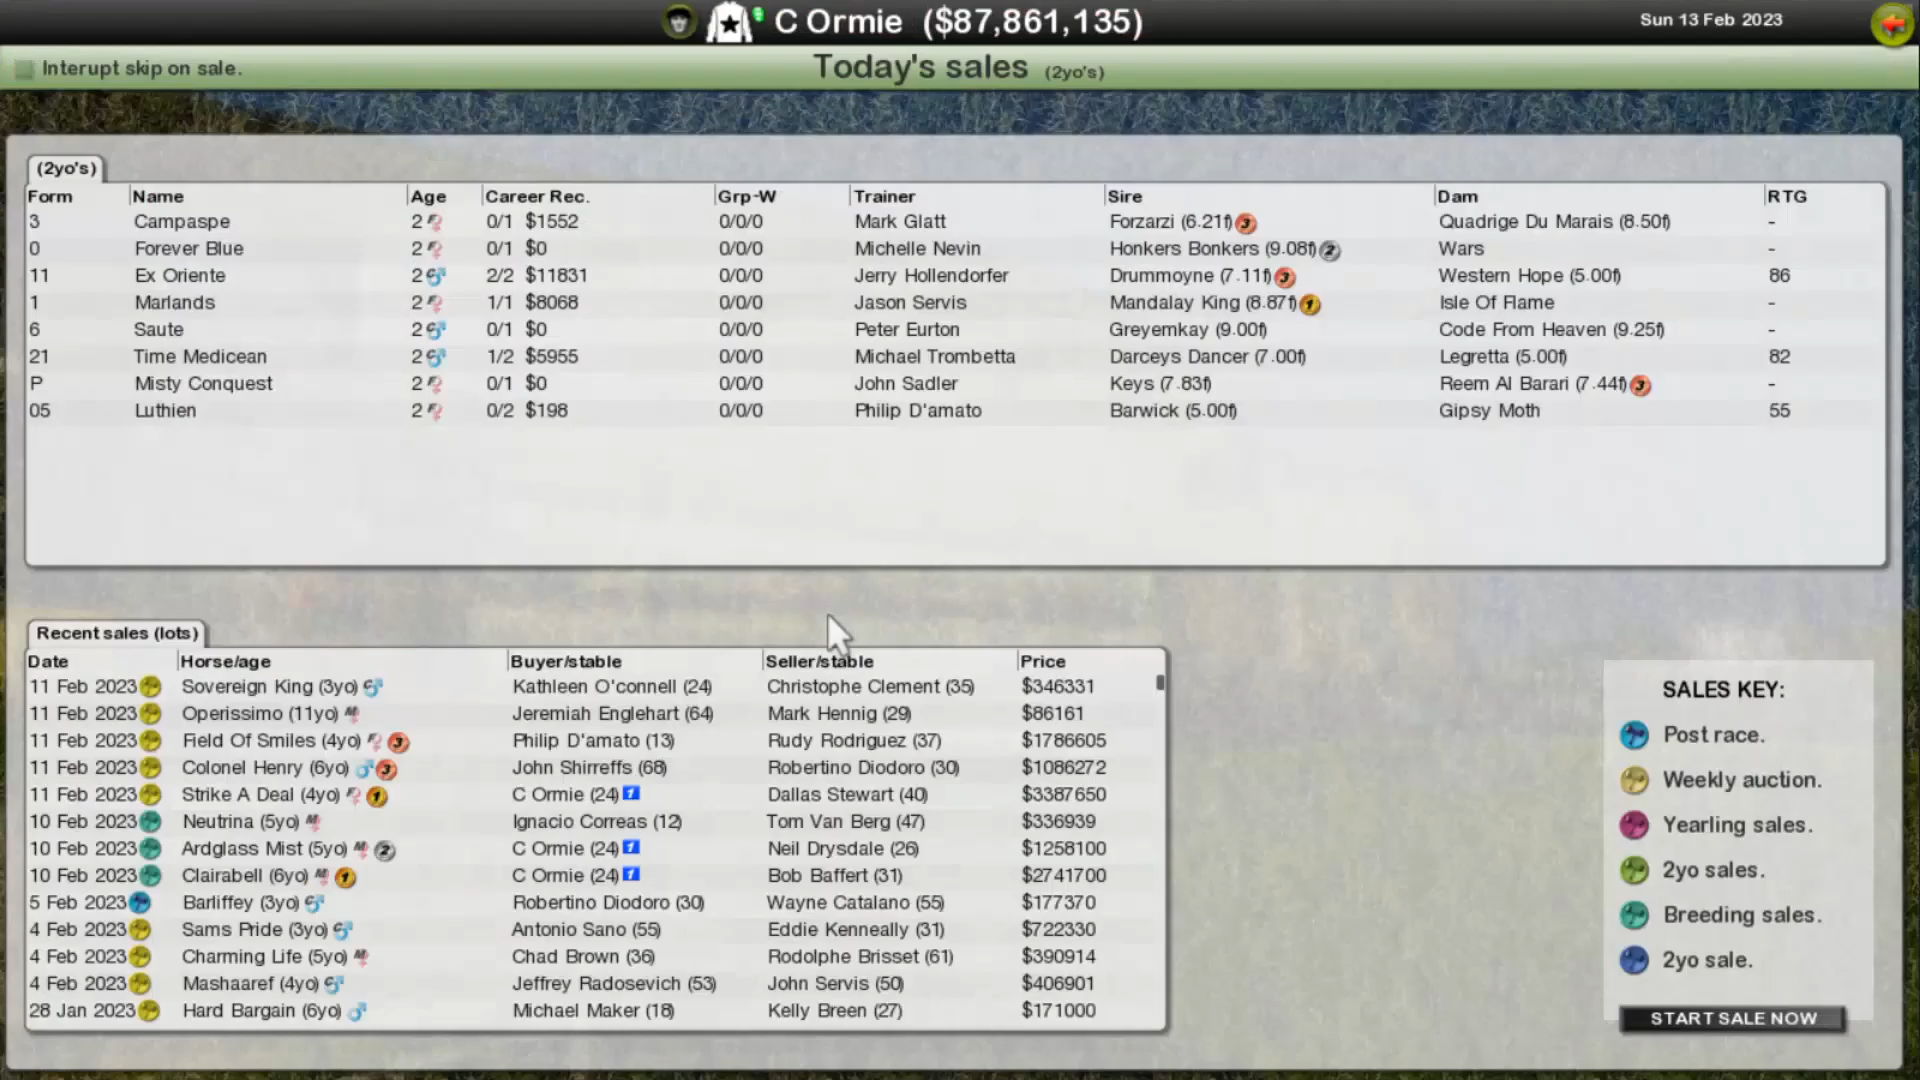 C Ormie ($87,861,135)
Sun 13 Feb 2023
Interupt skip on sale.
Today's sales (2yo's)
(2yo's)
Form Name Age Career Rec. Grp-W Trainer Sire Dam RTG
3 Campaspe 2 0/1 $1552 0/0/0 Mark Glatt Forzarzi (6.21f) 3 Quadrige Du Marais (8.50f) -
0 Forever Blue 2 0/1 $0 0/0/0 Michelle Nevin Honkers Bonkers (9.08f) 2 Wars -
11 Ex Oriente 2 2/2 $11831 0/0/0 Jerry Hollendorfer Drummoyne (7.11f) 3 Western Hope (5.00f) 86
1 Marlands 2 1/1 $8068 0/0/0 Jason Servis Mandalay King (8.87f) 1 Isle Of Flame -
6 Saute 2 0/1 $0 0/0/0 Peter Eurton Greyemkay (9.00f) Code From Heaven (9.25f) -
21 Time Medicean 2 1/2 $5955 0/0/0 Michael Trombetta Darceys Dancer (7.00f) Legretta (5.00f) 82
P Misty Conquest 2 0/1 $0 0/0/0 John Sadler Keys (7.83f) Reem Al Barari (7.44f) 3 -
05 Luthien 2 0/2 $198 0/0/0 Philip D'amato Barwick (5.00f) Gipsy Moth 55
Recent sales (lots)
Date Horse/age Buyer/stable Seller/stable Price
11 Feb 2023 Sovereign King (3yo) Kathleen O'connell (24) Christophe Clement (35) $346331
11 Feb 2023 Operissimo (11yo) M Jeremiah Englehart (64) Mark Hennig (29) $86161
11 Feb 2023 Field Of Smiles (4yo) 3 Philip D'amato (13) Rudy Rodriguez (37) $1786605
11 Feb 2023 Colonel Henry (6yo) 3 John Shirreffs (68) Robertino Diodoro (30) $1086272
11 Feb 2023 Strike A Deal (4yo) 1 C Ormie (24) 1 Dallas Stewart (40) $3387650
10 Feb 2023 Neutrina (5yo) M Ignacio Correas (12) Tom Van Berg (47) $336939
10 Feb 2023 Ardglass Mist (5yo) M 2 C Ormie (24) 1 Neil Drysdale (26) $1258100
10 Feb 2023 Clairabell (6yo) M 1 C Ormie (24) 1 Bob Baffert (31) $2741700
5 Feb 2023 Barliffey (3yo) Robertino Diodoro (30) Wayne Catalano (55) $177370
4 Feb 2023 Sams Pride (3yo) Antonio Sano (55) Eddie Kenneally (31) $722330
4 Feb 2023 Charming Life (5yo) M Chad Brown (36) Rodolphe Brisset (61) $390914
4 Feb 2023 Mashaaref (4yo) Jeffrey Radosevich (53) John Servis (50) $406901
28 Jan 2023 Hard Bargain (6yo) Michael Maker (18) Kelly Breen (27) $171000
SALES KEY:
Post race.
Weekly auction.
Yearling sales.
2yo sales.
Breeding sales.
2yo sale.
START SALE NOW